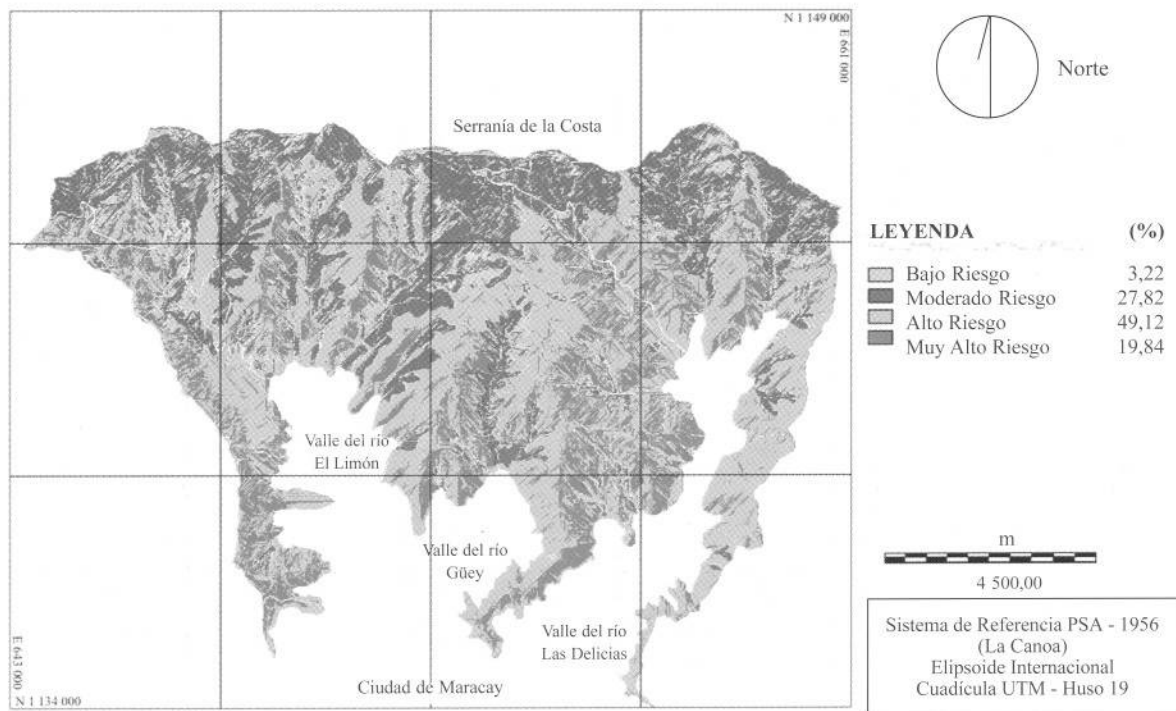 N 1 149 000
E 661 000
Norte
Serranía de la Costa
LEYENDA (%)
Bajo Riesgo 3,22
Moderado Riesgo 27,82
Alto Riesgo 49,12
Muy Alto Riesgo 19,84
Valle del río
El Limón
Valle del río
Güey
Valle del río
Las Delicias
Ciudad de Maracay
E 643 000
N 1 134 000
m
4 500,00
Sistema de Referencia PSA - 1956
(La Canoa)
Elipsoide Internacional
Cuadícula UTM - Huso 19